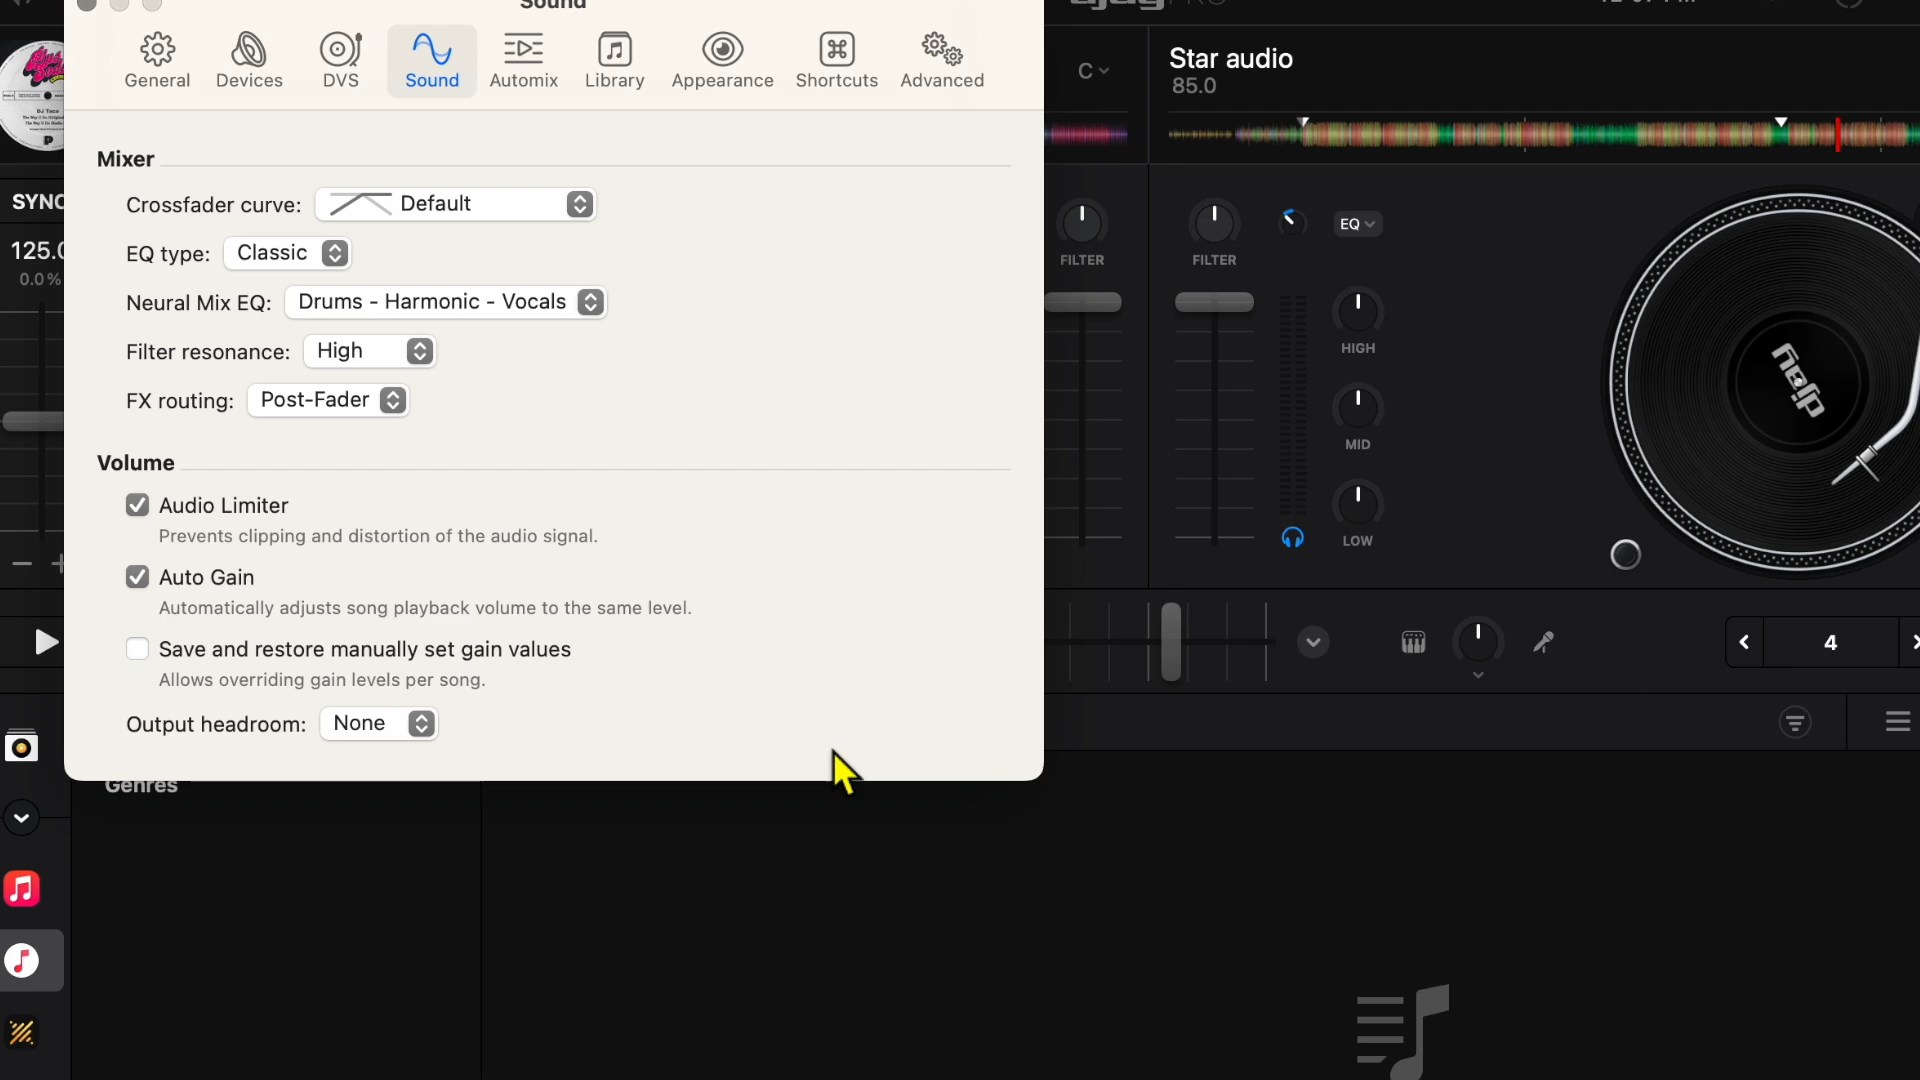 Sound
General
Devices
DVS
Sound
Automix
Library
Appearance
Shortcuts
Advanced
Mixer
Crossfader curve: Default
EQ type: Classic
Neural Mix EQ: Drums - Harmonic - Vocals
Filter resonance: High
FX routing: Post-Fader
Volume
Audio Limiter
Prevents clipping and distortion of the audio signal.
Auto Gain
Automatically adjusts song playback volume to the same level.
Save and restore manually set gain values
Allows overriding gain levels per song.
Output headroom: None
Genres
SYNC
125.0
0.0%
C
Star audio
85.0
FILTER
FILTER
EQ
HIGH
MID
LOW
djay
4